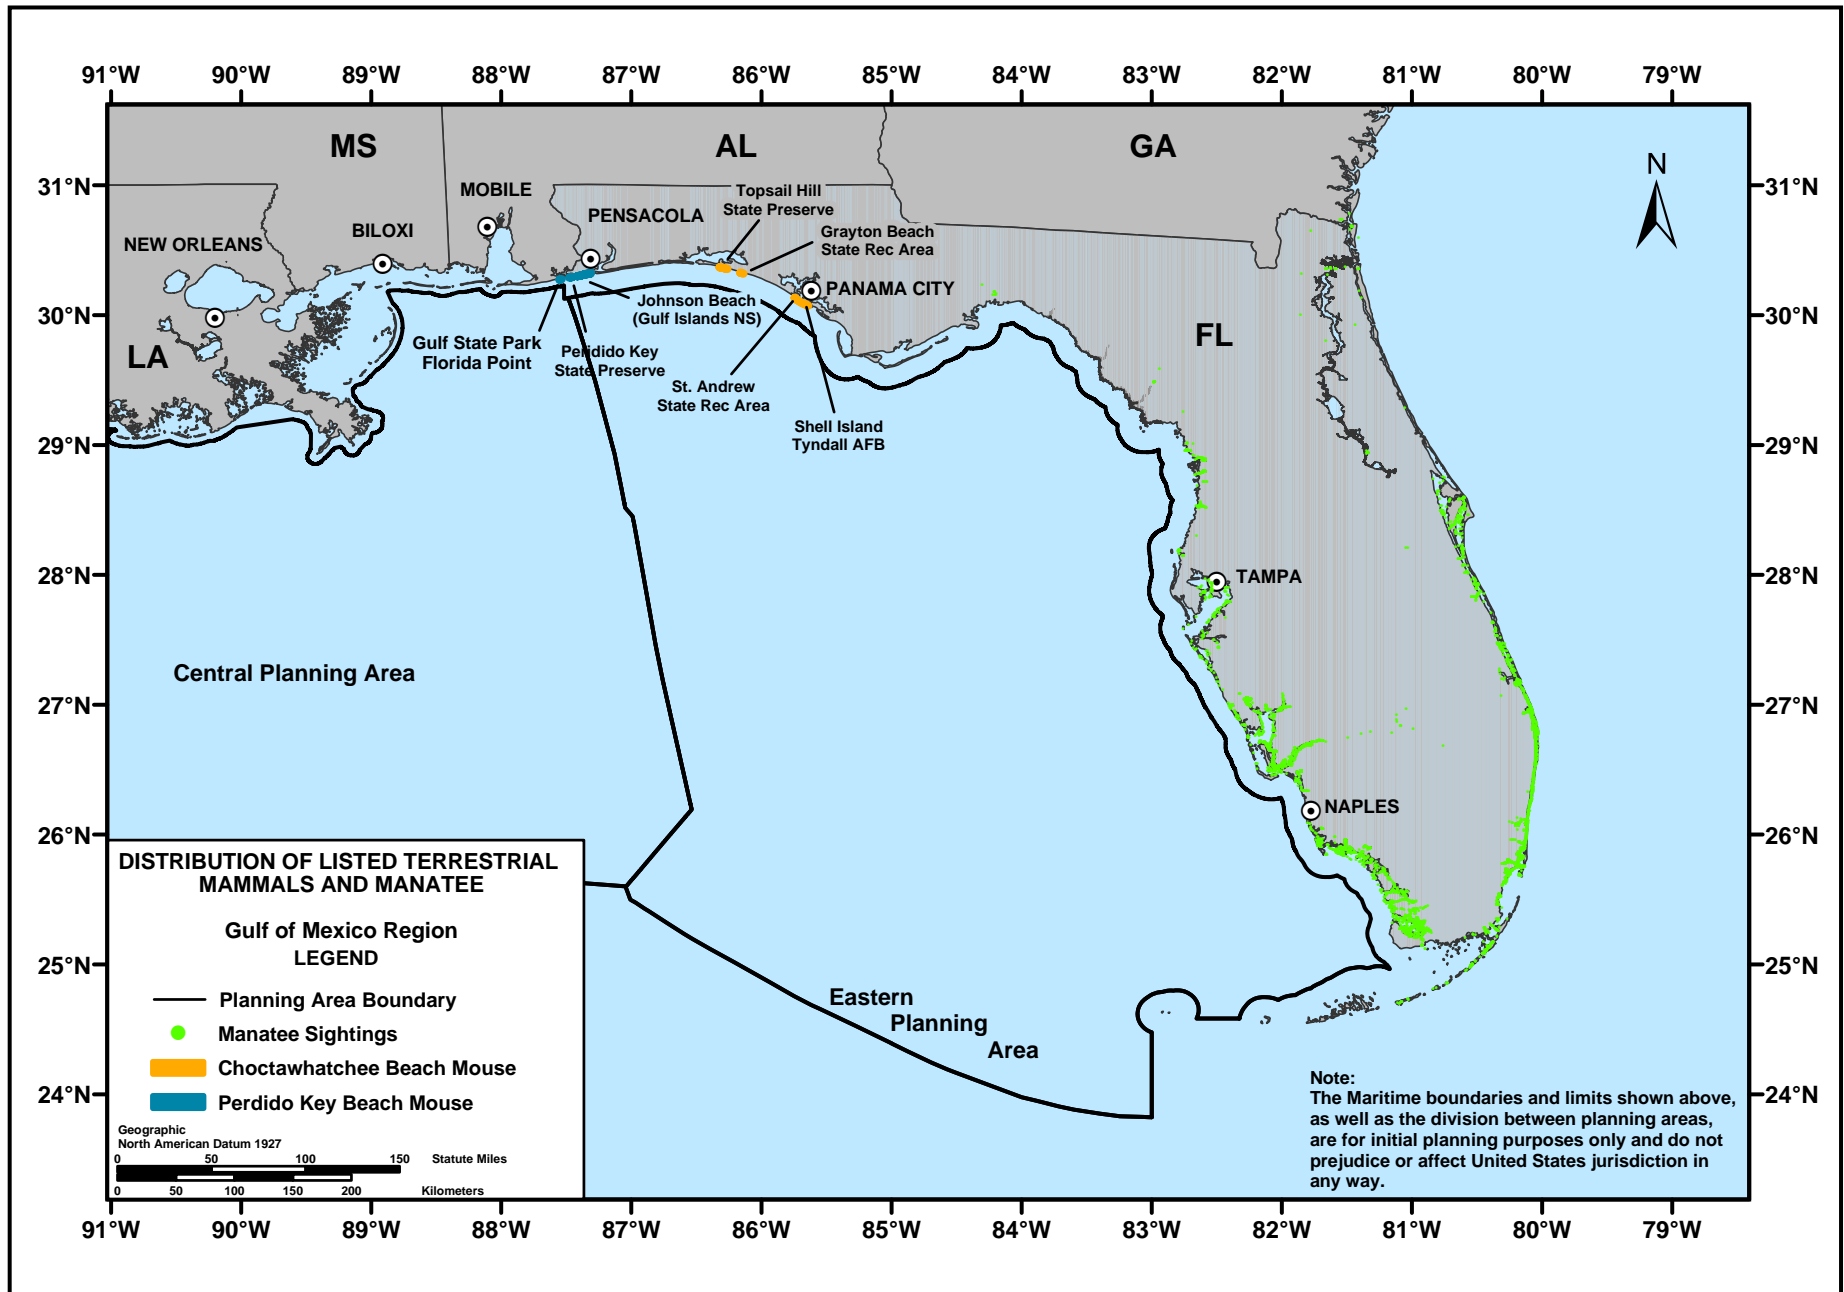 91°W 90°W 89°W 88°W 87°W 86°W 85°W 84°W 83°W 82°W 81°W 80°W 79°W
MS
AL
GA
31°N
31°N
MOBILE
Topsail Hill
State Preserve
PENSACOLA
BILOXI
Grayton Beach
State Rec Area
NEW ORLEANS
N
PANAMA CITY
Johnson Beach
(Gulf Islands NS)
30°N
30°N
LA
Gulf State Park
Florida Point
Perdido Key
State Preserve
FL
St. Andrew
State Rec Area
Shell Island
Tyndall AFB
29°N
29°N
28°N
28°N
TAMPA
Central Planning Area
27°N
27°N
NAPLES
26°N
26°N
DISTRIBUTION OF LISTED TERRESTRIAL
MAMMALS AND MANATEE
Gulf of Mexico Region
LEGEND
Planning Area Boundary
Manatee Sightings
Choctawhatchee Beach Mouse
Perdido Key Beach Mouse
Geographic
North American Datum 1927
0 50 100 150 Statute Miles
0 50 100 150 200 Kilometers
25°N
25°N
Eastern
Planning
Area
24°N
24°N
Note:
The Maritime boundaries and limits shown above,
as well as the division between planning areas,
are for initial planning purposes only and do not
prejudice or affect United States jurisdiction in
any way.
91°W 90°W 89°W 88°W 87°W 86°W 85°W 84°W 83°W 82°W 81°W 80°W 79°W